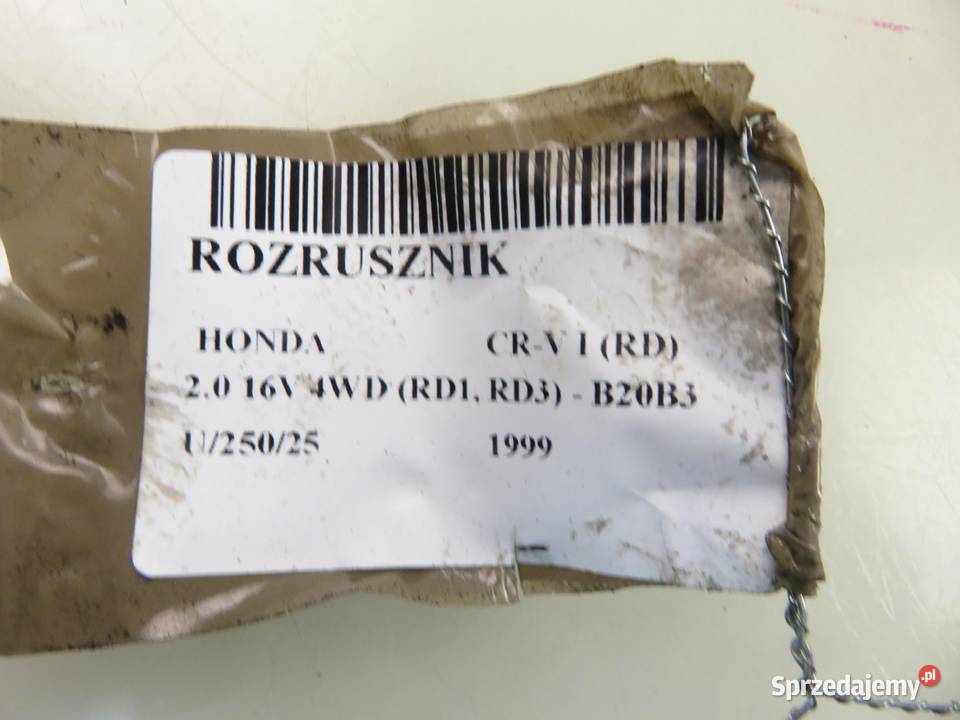 ROZRUSZNIK
HONDA CR-V I (RD)
2.0 16V 4WD (RD1, RD3) - B20B3
U/250/25 1999
Sprzedajemy.pl